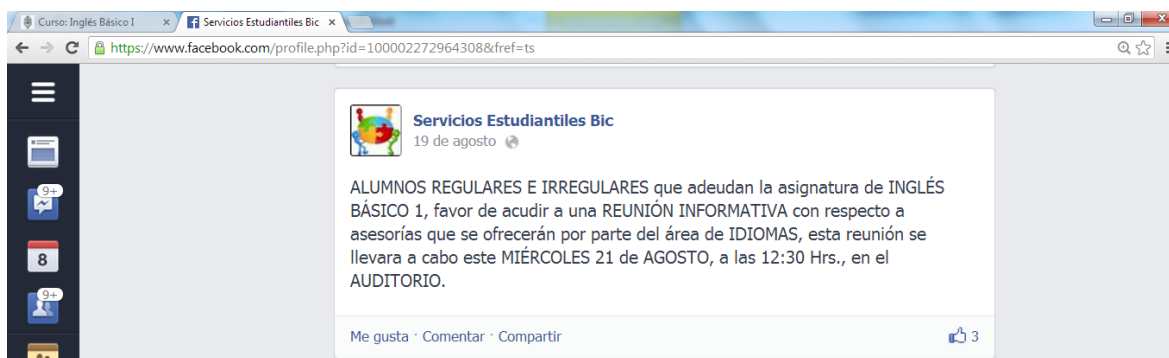 Curso: Inglés Básico I
Servicios Estudiantiles Bic
https://www.facebook.com/profile.php?id=100002272964308&fref=ts
Servicios Estudiantiles Bic
19 de agosto
9+
8
9+
ALUMNOS REGULARES E IRREGULARES que adeudan la asignatura de INGLÉS
BÁSICO 1, favor de acudir a una REUNIÓN INFORMATIVA con respecto a
asesorías que se ofrecerán por parte del área de IDIOMAS, esta reunión se
llevara a cabo este MIÉRCOLES 21 de AGOSTO, a las 12:30 Hrs., en el
AUDITORIO.
Me gusta · Comentar · Compartir
3